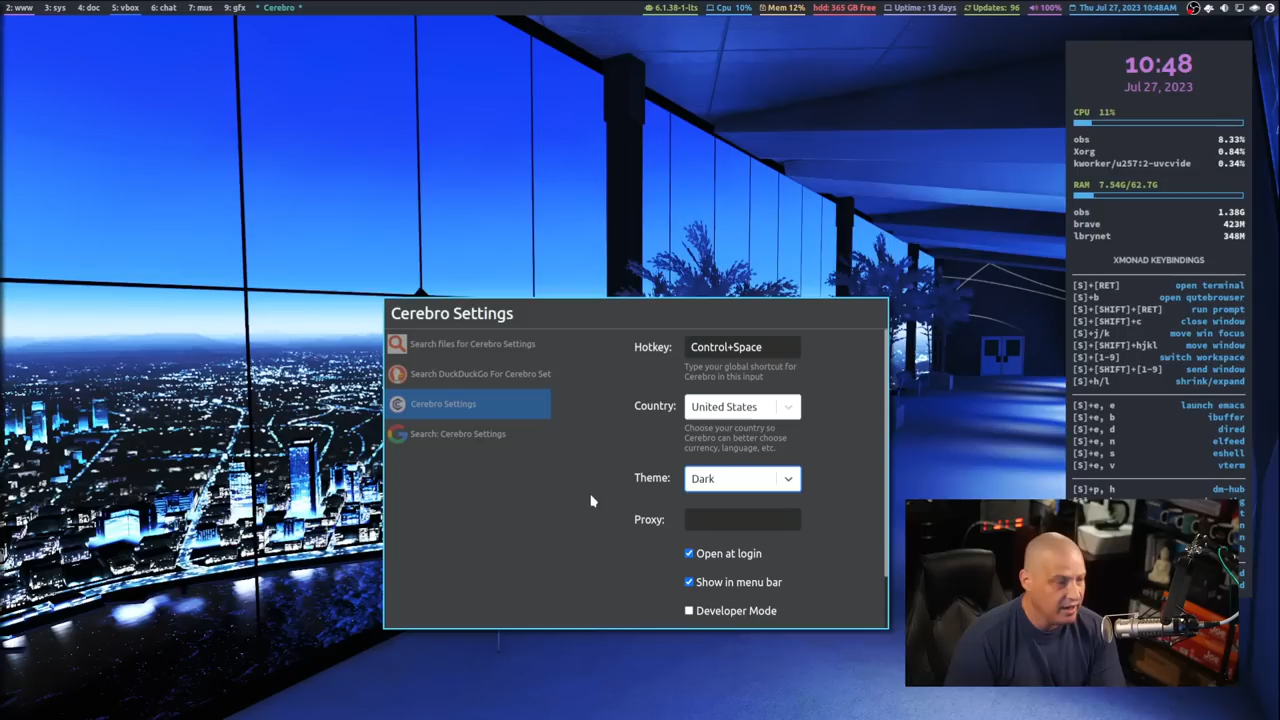 2: www 3: sys 4: doc 5: vbox 6: chat 7: mus 9: gfx * Cerebro *
6.1.38-1-lts Cpu 10% Mem 12% hdd: 365 GB free Uptime : 13 days Updates: 96 100% Thu Jul 27, 2023 10:48AM
10:48
Jul 27, 2023
CPU 11%
obs 8.33%
Xorg 0.84%
kworker/u257:2-uvcvide 0.34%
RAM 7.54G/62.7G
obs 1.38G
brave 423M
lbrynet 348M
XMONAD KEYBINDINGS
[S]+[RET] open terminal
[S]+b open qutebrowser
[S]+[SHIFT]+[RET] run prompt
[S]+[SHIFT]+c close window
[S]+j/k move win focus
[S]+[SHIFT]+hjkl move window
[S]+[1-9] switch workspace
[S]+[SHIFT]+[1-9] send window
[S]+h/l shrink/expand
[S]+e, e launch emacs
[S]+e, b ibuffer
[S]+e, d dired
[S]+e, n elfeed
[S]+e, s eshell
[S]+e, v vterm
[S]+p, h dm-hub
Cerebro Settings
Search files for Cerebro Settings
Search DuckDuckGo For Cerebro Set
Cerebro Settings
Search: Cerebro Settings
Hotkey: Control+Space
Type your global shortcut for
Cerebro in this input
Country: United States
Choose your country so
Cerebro can better choose
currency, language, etc.
Theme: Dark
Proxy:
Open at login
Show in menu bar
Developer Mode